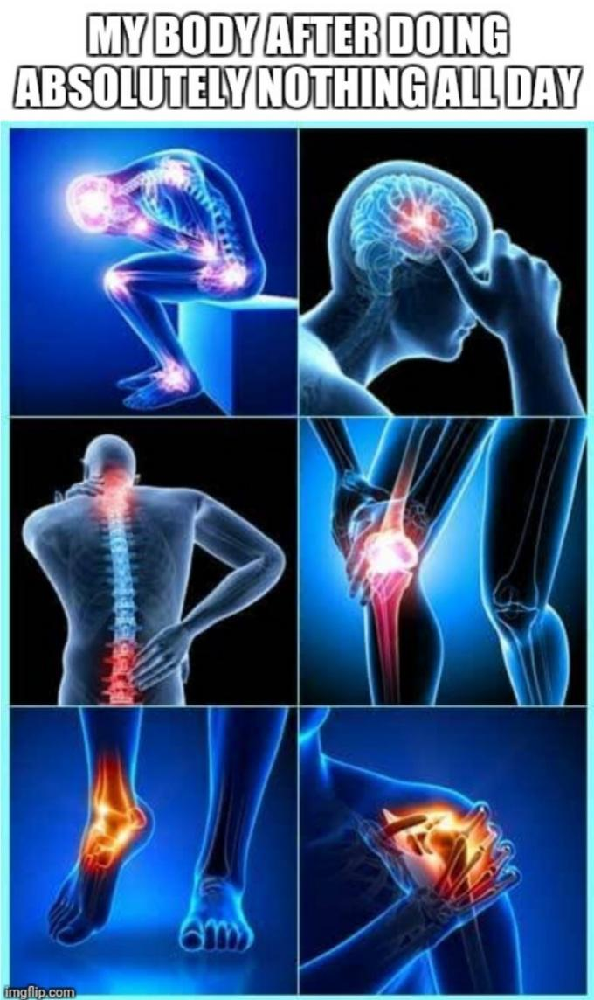 MY BODY AFTER DOING
ABSOLUTELY NOTHING ALL DAY
imgflip.com